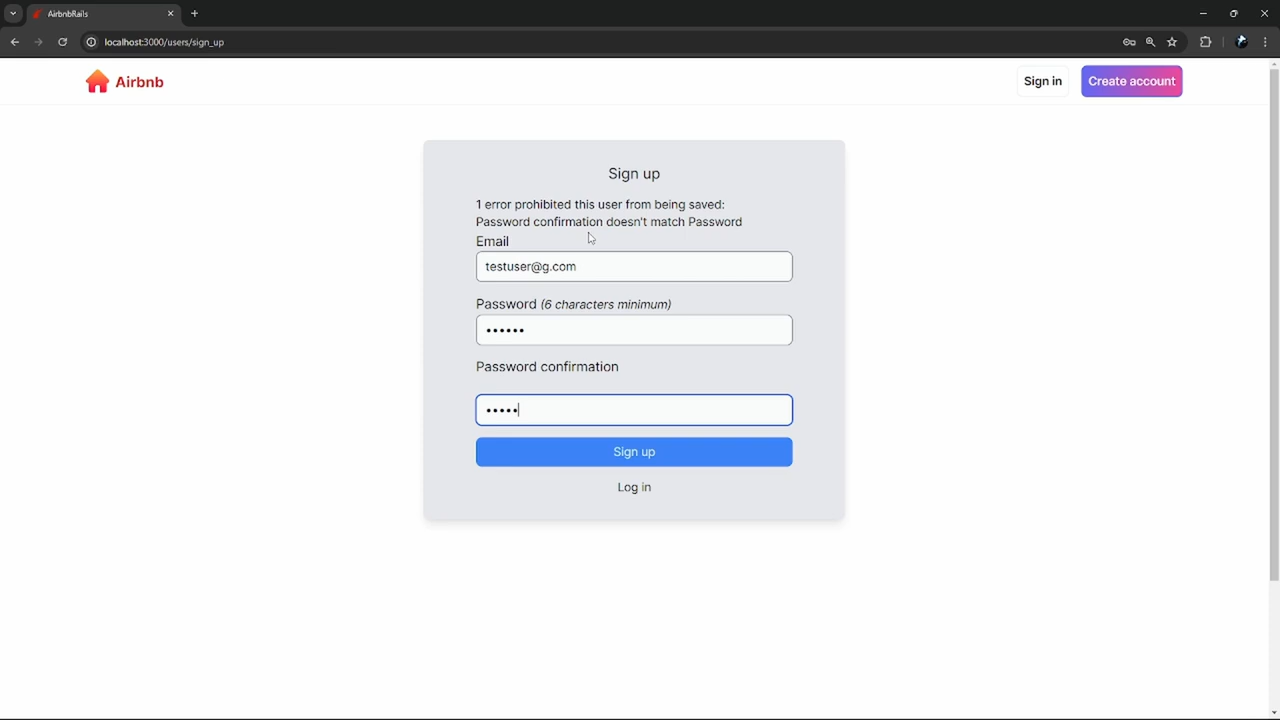 AirbnbRails
localhost:3000/users/sign_up
Airbnb
Sign in
Create account
Sign up
1 error prohibited this user from being saved:
Password confirmation doesn't match Password
Email
testuser@g.com
Password (6 characters minimum)
••••••
Password confirmation
•••••
Sign up
Log in